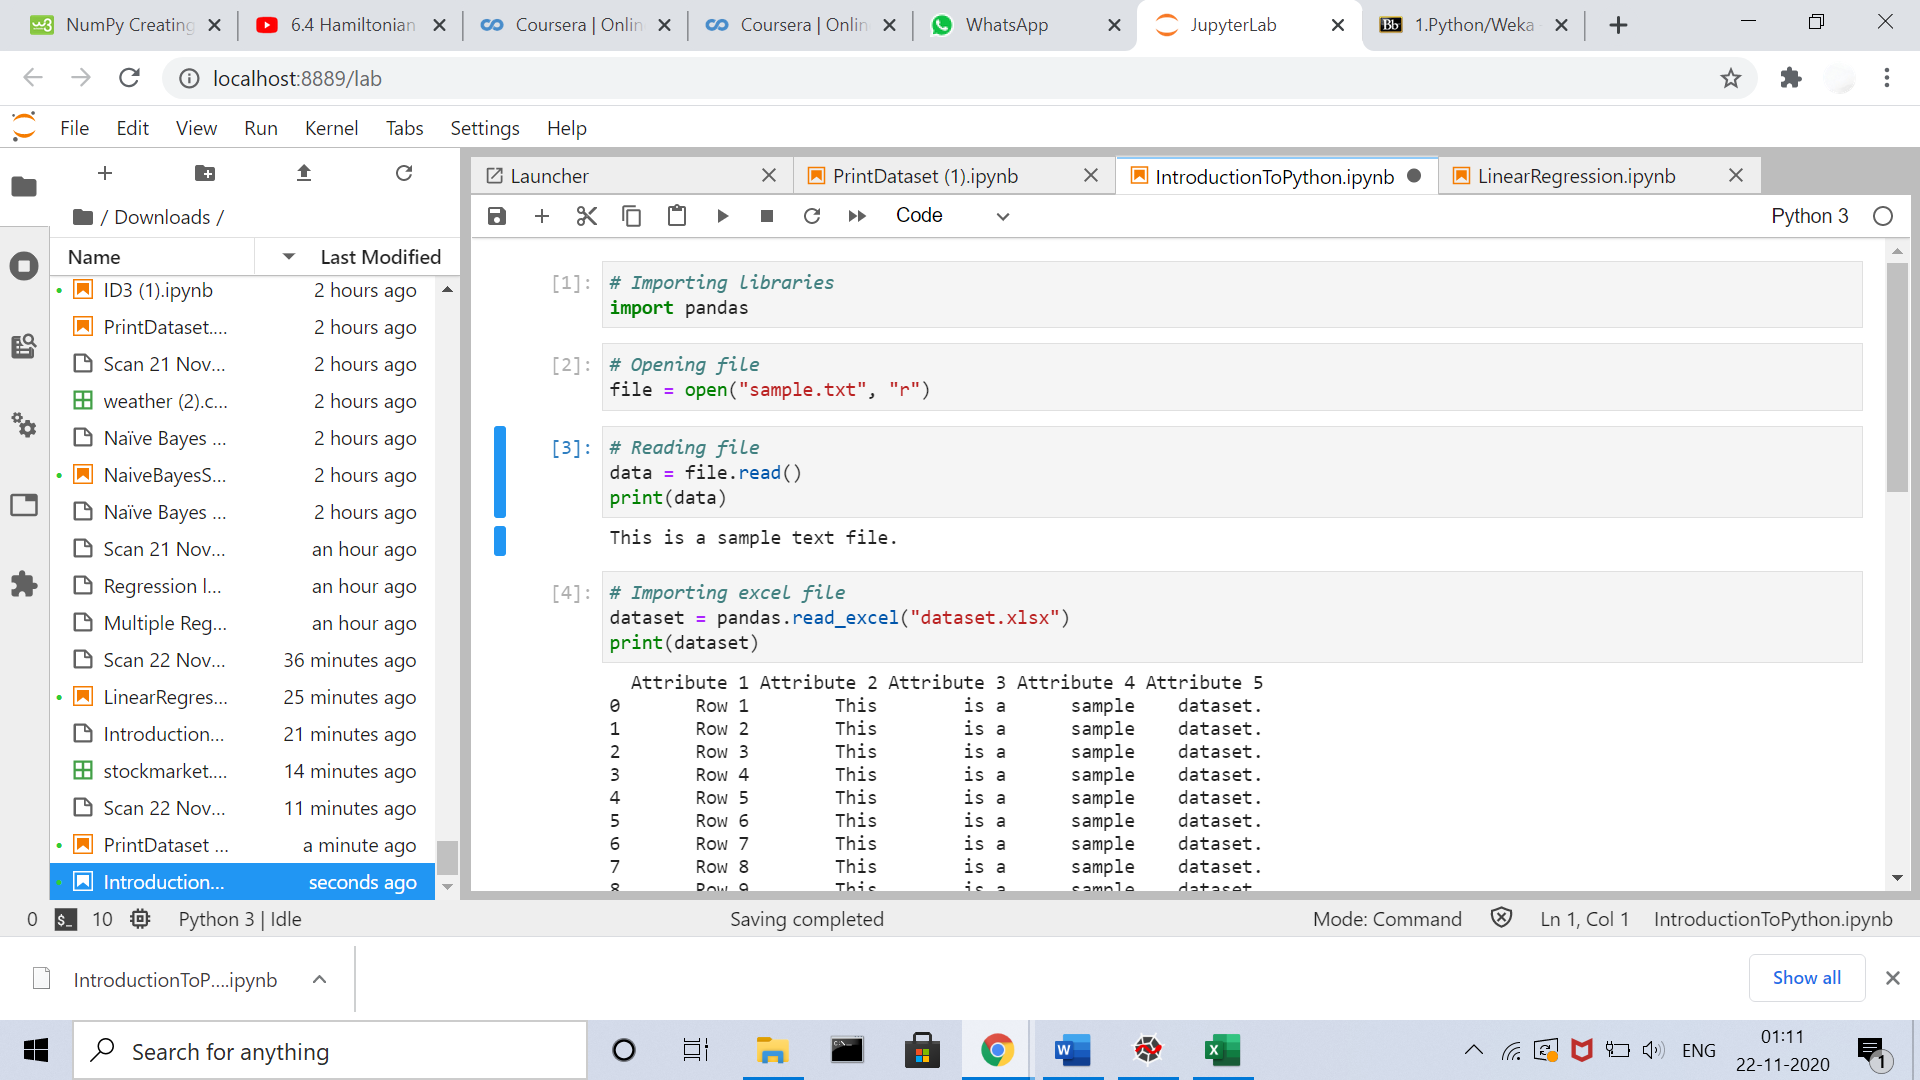 NumPy Creating
6.4 Hamiltonian
Coursera | Onlin
Coursera | Onlin
WhatsApp
JupyterLab
Bb 1.Python/Weka
localhost:8889/lab
File Edit View Run Kernel Tabs Settings Help
/ Downloads /
Name Last Modified
ID3 (1).ipynb 2 hours ago
PrintDataset.... 2 hours ago
Scan 21 Nov... 2 hours ago
weather (2).c... 2 hours ago
Naïve Bayes ... 2 hours ago
NaiveBayesS... 2 hours ago
Naïve Bayes ... 2 hours ago
Scan 21 Nov... an hour ago
Regression l... an hour ago
Multiple Reg... an hour ago
Scan 22 Nov... 36 minutes ago
LinearRegres... 25 minutes ago
Introduction... 21 minutes ago
stockmarket.... 14 minutes ago
Scan 22 Nov... 11 minutes ago
PrintDataset ... a minute ago
Introduction... seconds ago
Launcher
PrintDataset (1).ipynb
IntroductionToPython.ipynb
LinearRegression.ipynb
Code
Python 3
[1]: # Importing libraries
import pandas
[2]: # Opening file
file = open("sample.txt", "r")
[3]: # Reading file
data = file.read()
print(data)
This is a sample text file.
[4]: # Importing excel file
dataset = pandas.read_excel("dataset.xlsx")
print(dataset)
Attribute 1 Attribute 2 Attribute 3 Attribute 4 Attribute 5
0 Row 1 This is a sample dataset.
1 Row 2 This is a sample dataset.
2 Row 3 This is a sample dataset.
3 Row 4 This is a sample dataset.
4 Row 5 This is a sample dataset.
5 Row 6 This is a sample dataset.
6 Row 7 This is a sample dataset.
7 Row 8 This is a sample dataset.
8 Row 9 This is a sample dataset.
0 $_ 10 Python 3 | Idle
Saving completed
Mode: Command
Ln 1, Col 1
IntroductionToPython.ipynb
IntroductionToP....ipynb
Show all
Search for anything
ENG
01:11
22-11-2020
1